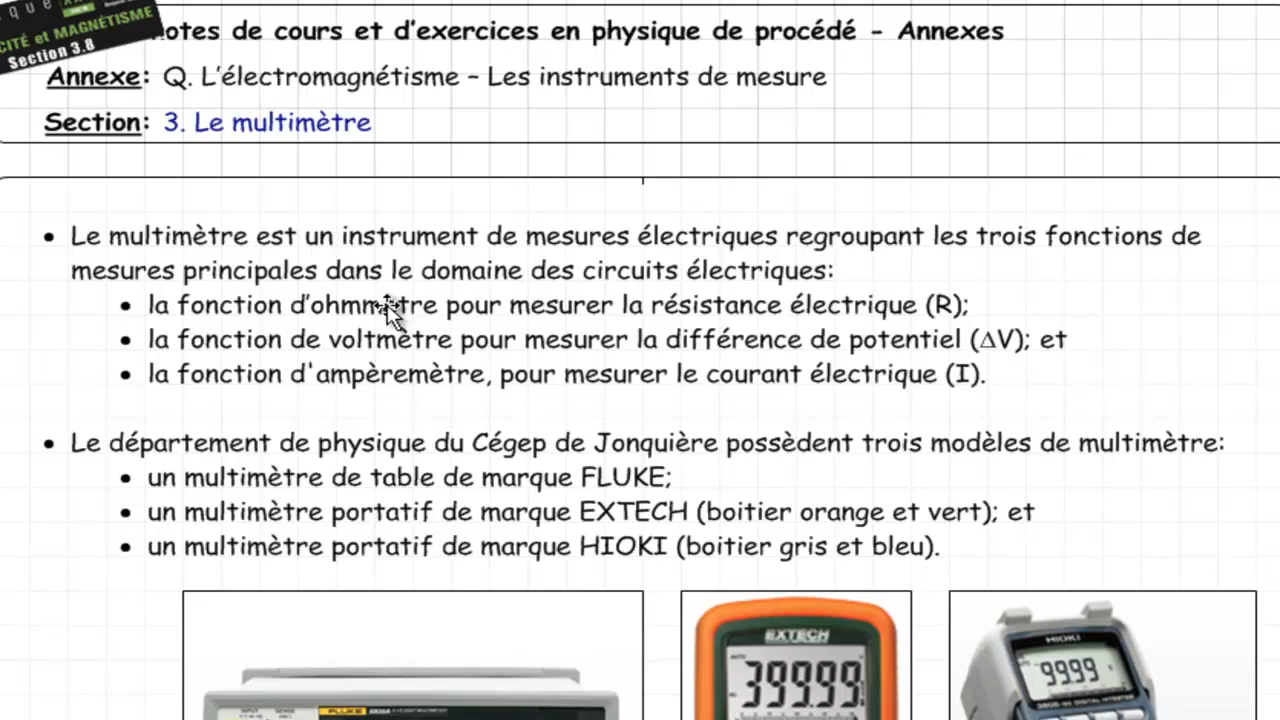 que
CITÉ et MAGNÉTISME
Section 3.8
notes de cours et d'exercices en physique de procédé - Annexes
Annexe: Q. L'électromagnétisme – Les instruments de mesure
Section: 3. Le multimètre
• Le multimètre est un instrument de mesures électriques regroupant les trois fonctions de
mesures principales dans le domaine des circuits électriques:
• la fonction d'ohmmètre pour mesurer la résistance électrique (R);
• la fonction de voltmètre pour mesurer la différence de potentiel (∆V); et
• la fonction d'ampèremètre, pour mesurer le courant électrique (I).
• Le département de physique du Cégep de Jonquière possèdent trois modèles de multimètre:
• un multimètre de table de marque FLUKE;
• un multimètre portatif de marque EXTECH (boitier orange et vert); et
• un multimètre portatif de marque HIOKI (boitier gris et bleu).
EXTECH
AUTO
39999
HIOKI
9999
INPUT SENSE
FLUKE